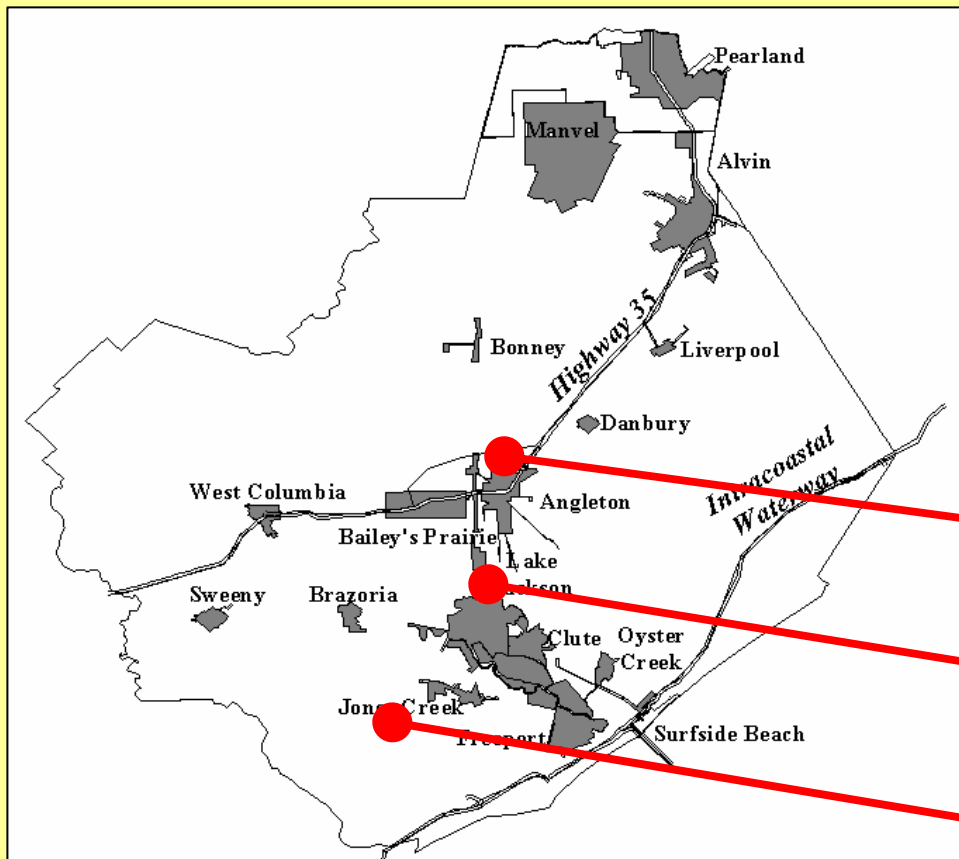 Pearland
Manvel
Alvin
Highway 35
Bonney
Liverpool
Danbury
Intracoastal
Waterway
West Columbia
Angleton
Bailey's Prairie
Lake
Sweeny
Brazoria
Clute
Oyster
Creek
Creek
Surfside Beach